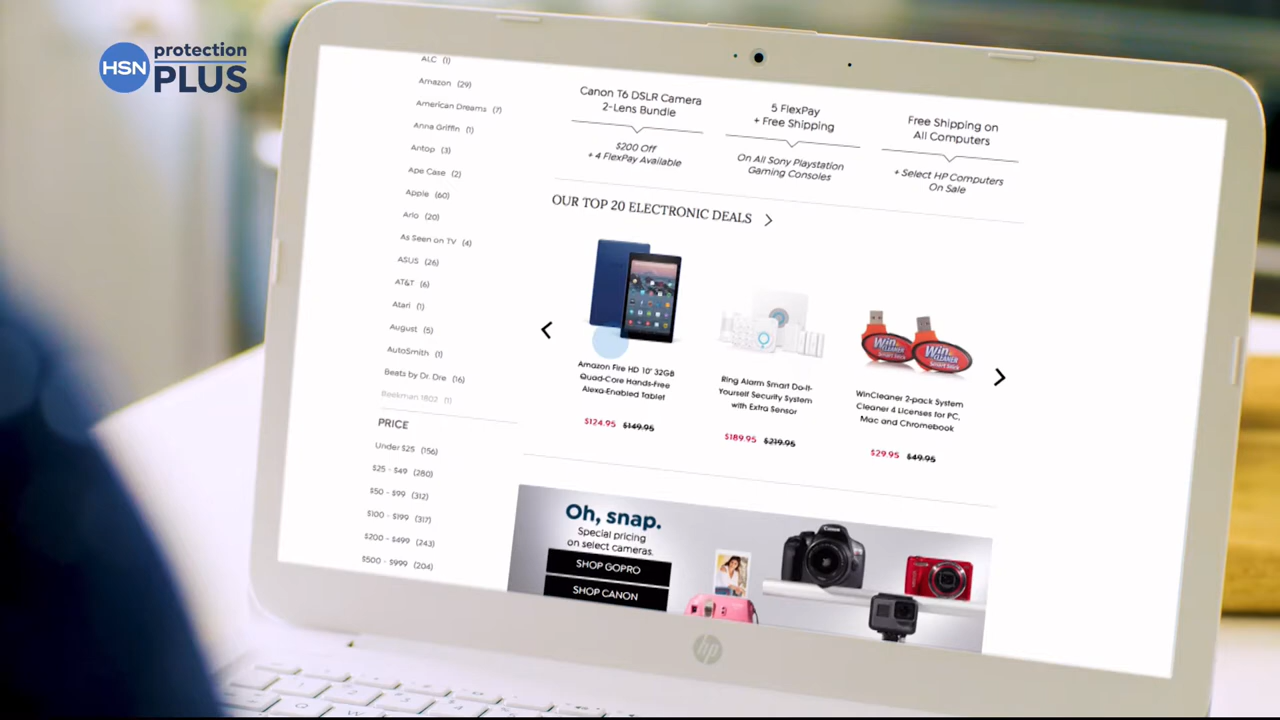 HSN protection
PLUS
ALC (1)
Amazon (29)
American Dreams (7)
Anna Griffin (1)
Antop (3)
Ape Case (2)
Apple (60)
Arlo (20)
As Seen on TV (4)
ASUS (26)
AT&T (6)
Atari (1)
August (5)
AutoSmith (1)
Beats by Dr. Dre (16)
Beekman 1802 (1)
PRICE
Under $25 (156)
$25 - $49 (280)
$50 - $99 (312)
$100 - $199 (317)
$200 - $499 (243)
$500 - $999 (204)
Canon T6 DSLR Camera
2-Lens Bundle
$200 Off
+ 4 FlexPay Available
5 FlexPay
+ Free Shipping
On All Sony Playstation
Gaming Consoles
Free Shipping on
All Computers
+ Select HP Computers
On Sale
OUR TOP 20 ELECTRONIC DEALS
Amazon Fire HD 10" 32GB
Quad-Core Hands-Free
Alexa-Enabled Tablet
$124.95 $149.95
Ring Alarm Smart Do-It-
Yourself Security System
with Extra Sensor
$189.95 $219.95
Win
CLEANER
Smart
Win
CLEANER
Smart
WinCleaner 2-pack System
Cleaner 4 Licenses for PC,
Mac and Chromebook
$29.95 $49.95
Oh, snap.
Special pricing
on select cameras.
SHOP GOPRO
SHOP CANON
Canon
hp